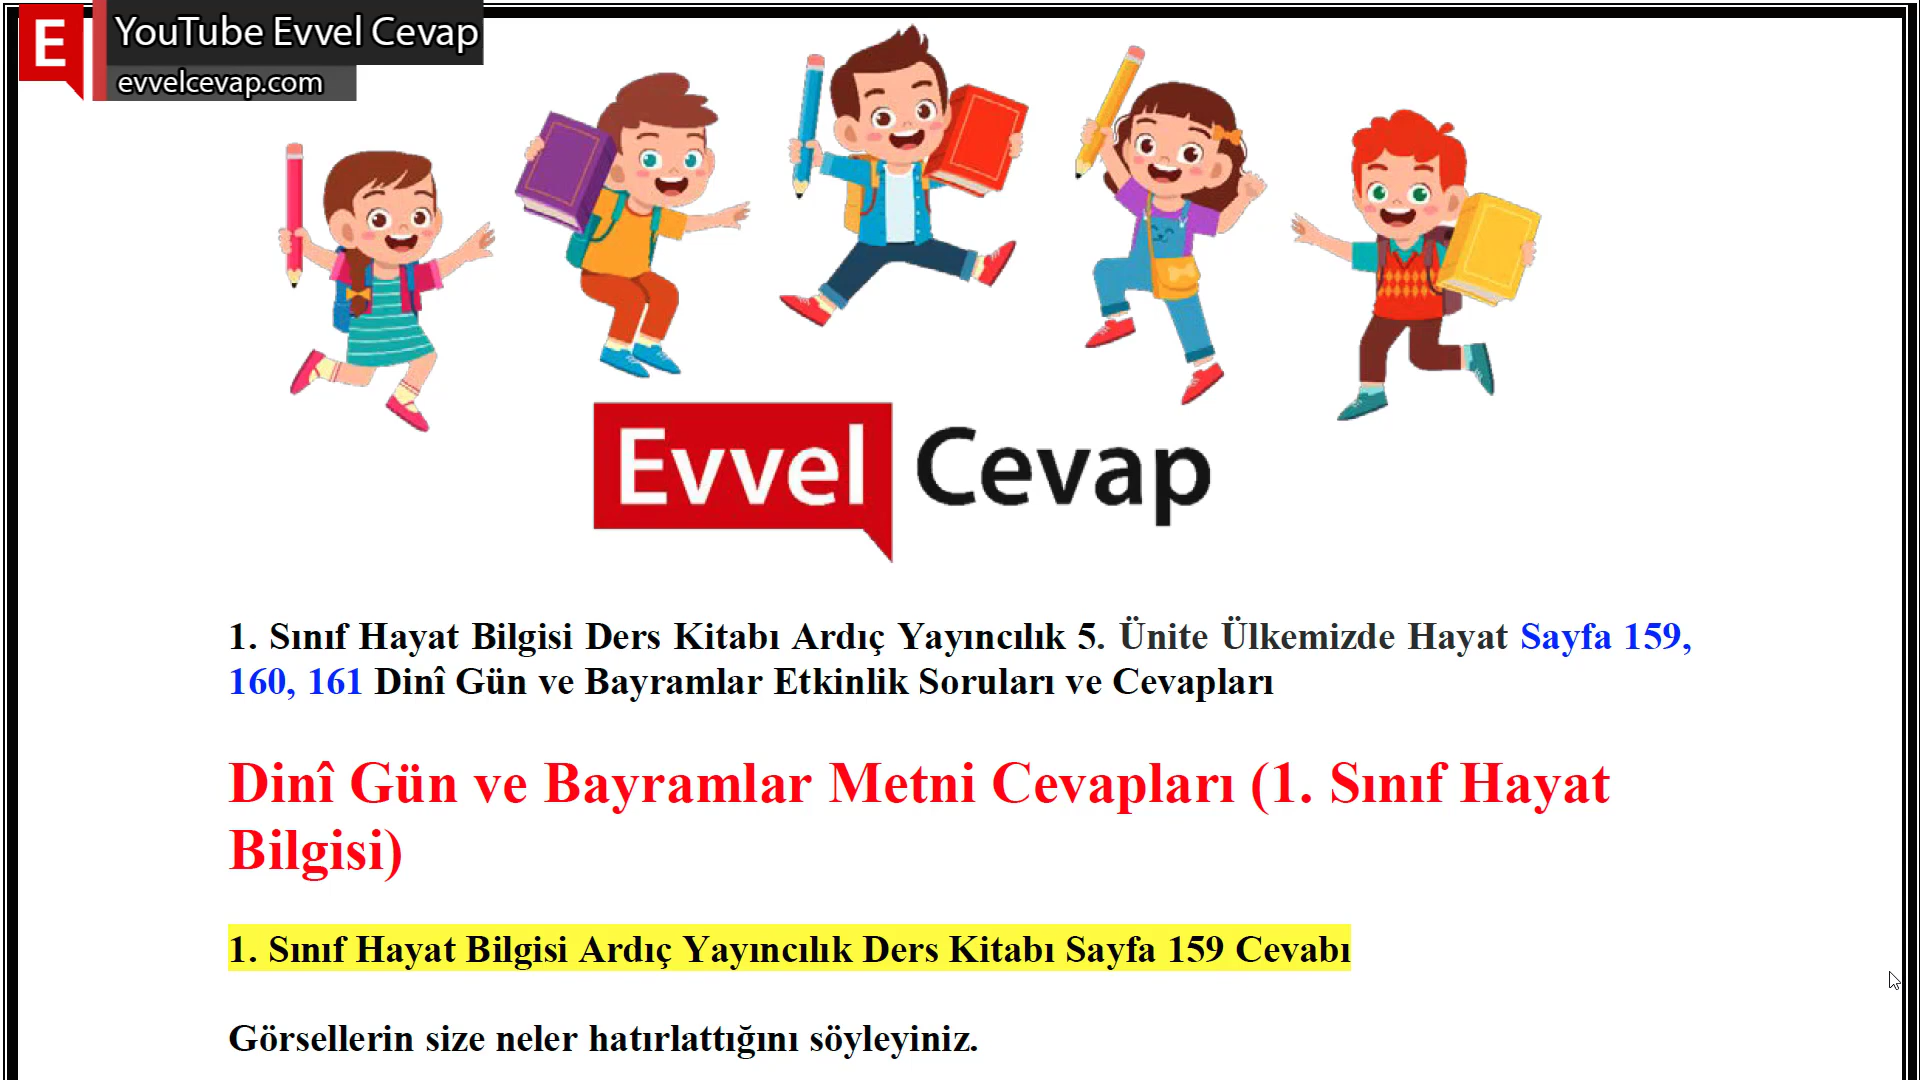 E
YouTube Evvel Cevap
evvelcevap.com
Evvel Cevap
1. Sınıf Hayat Bilgisi Ders Kitabı Ardıç Yayıncılık 5. Ünite Ülkemizde Hayat Sayfa 159,
160, 161 Dinî Gün ve Bayramlar Etkinlik Soruları ve Cevapları
Dinî Gün ve Bayramlar Metni Cevapları (1. Sınıf Hayat
Bilgisi)
1. Sınıf Hayat Bilgisi Ardıç Yayıncılık Ders Kitabı Sayfa 159 Cevabı
Görsellerin size neler hatırlattığını söyleyiniz.